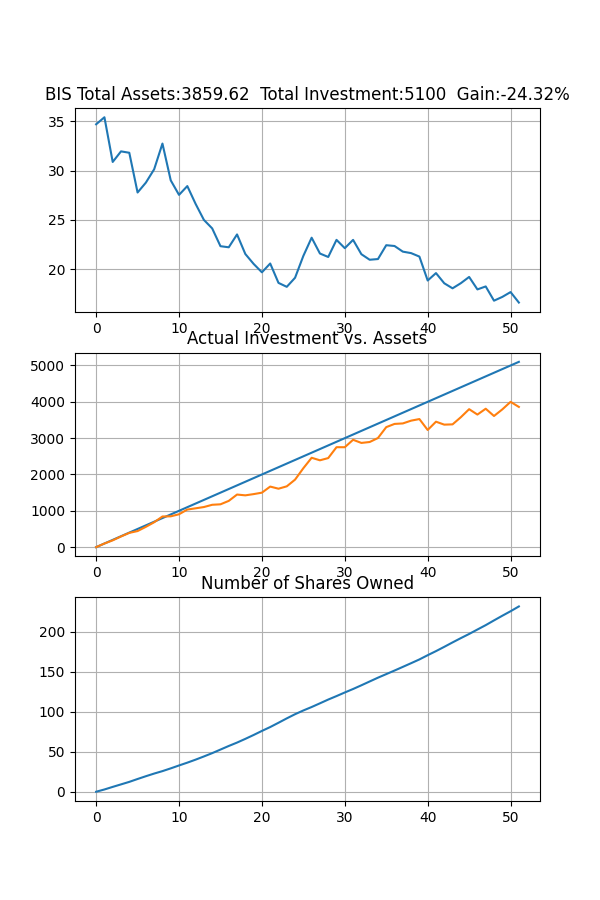 BIS Total Assets:3859.62  Total Investment:5100  Gain:-24.32%
35
30
25
20
0 10 20 30 40 50
Actual Investment vs. Assets
5000
4000
3000
2000
1000
0
0 10 20 30 40 50
Number of Shares Owned
200
150
100
50
0
0 10 20 30 40 50